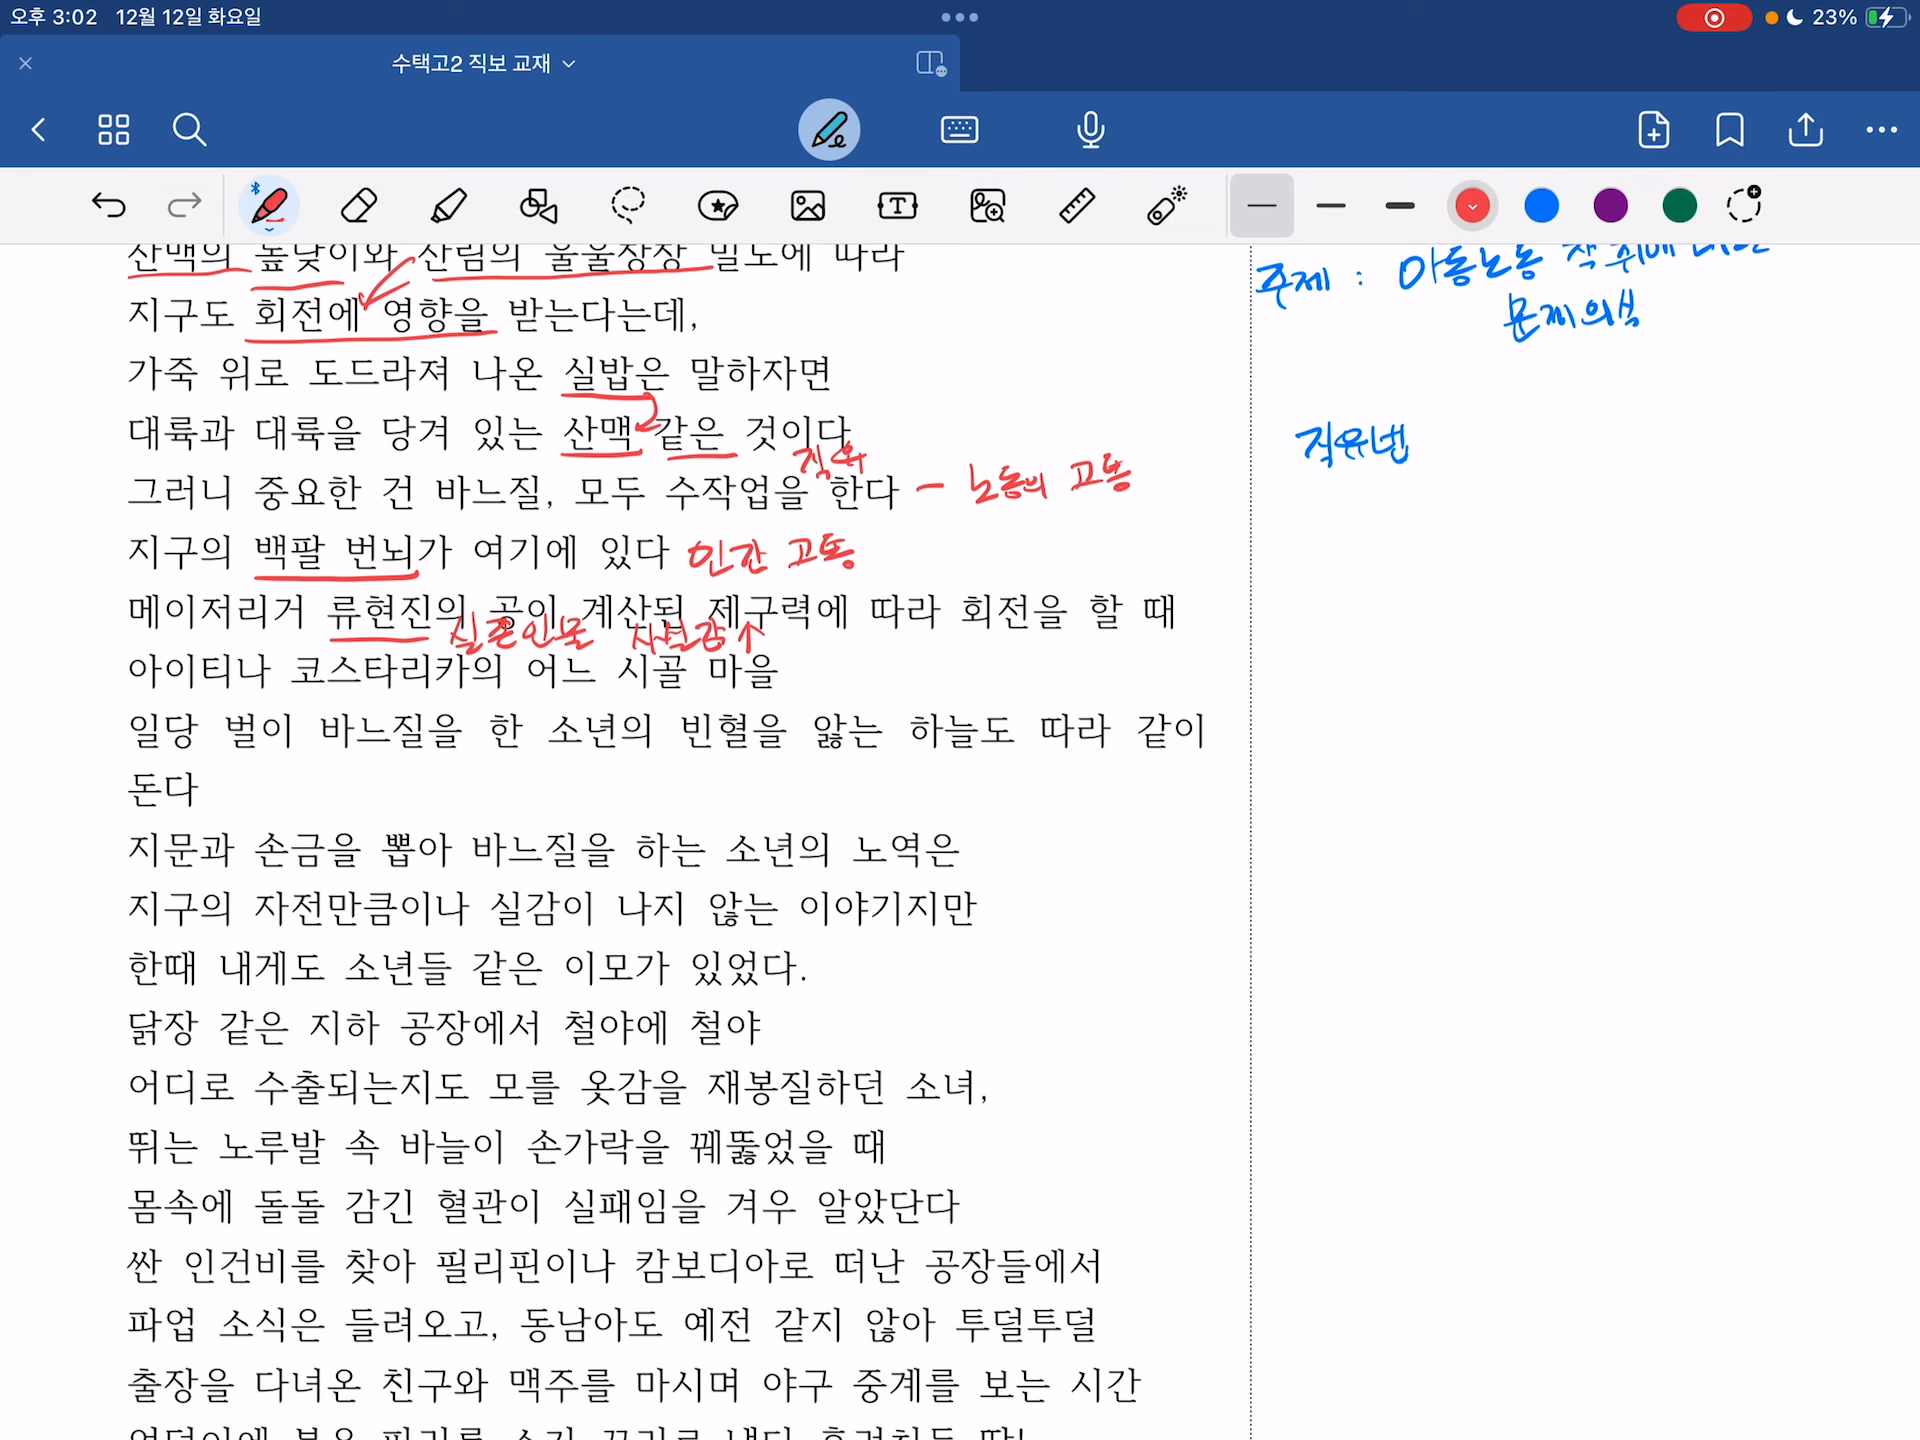 오후 3:02 12월 12일 화요일
23%
수택고2 직보 교재
산맥의 높낮이와 산림의 울울창창 밀도에 따라
주제 : 아동노동 착취에 대한
문제의식
지구도 회전에 영향을 받는다는데,
가죽 위로 도드라져 나온 실밥은 말하자면
대륙과 대륙을 당겨 있는 산맥 같은 것이다
직유
직유법
그러니 중요한 건 바느질, 모두 수작업을 한다 - 노동의 고통
지구의 백팔 번뇌가 여기에 있다 인간 고통
메이저리거 류현진의 공이 계산된 제구력에 따라 회전을 할 때
실존인물 사실감↑
아이티나 코스타리카의 어느 시골 마을
일당 벌이 바느질을 한 소년의 빈혈을 앓는 하늘도 따라 같이
돈다
지문과 손금을 뽑아 바느질을 하는 소년의 노역은
지구의 자전만큼이나 실감이 나지 않는 이야기지만
한때 내게도 소년들 같은 이모가 있었다.
닭장 같은 지하 공장에서 철야에 철야
어디로 수출되는지도 모를 옷감을 재봉질하던 소녀,
뛰는 노루발 속 바늘이 손가락을 꿰뚫었을 때
몸속에 돌돌 감긴 혈관이 실패임을 겨우 알았단다
싼 인건비를 찾아 필리핀이나 캄보디아로 떠난 공장들에서
파업 소식은 들려오고, 동남아도 예전 같지 않아 투덜투덜
출장을 다녀온 친구와 맥주를 마시며 야구 중계를 보는 시간